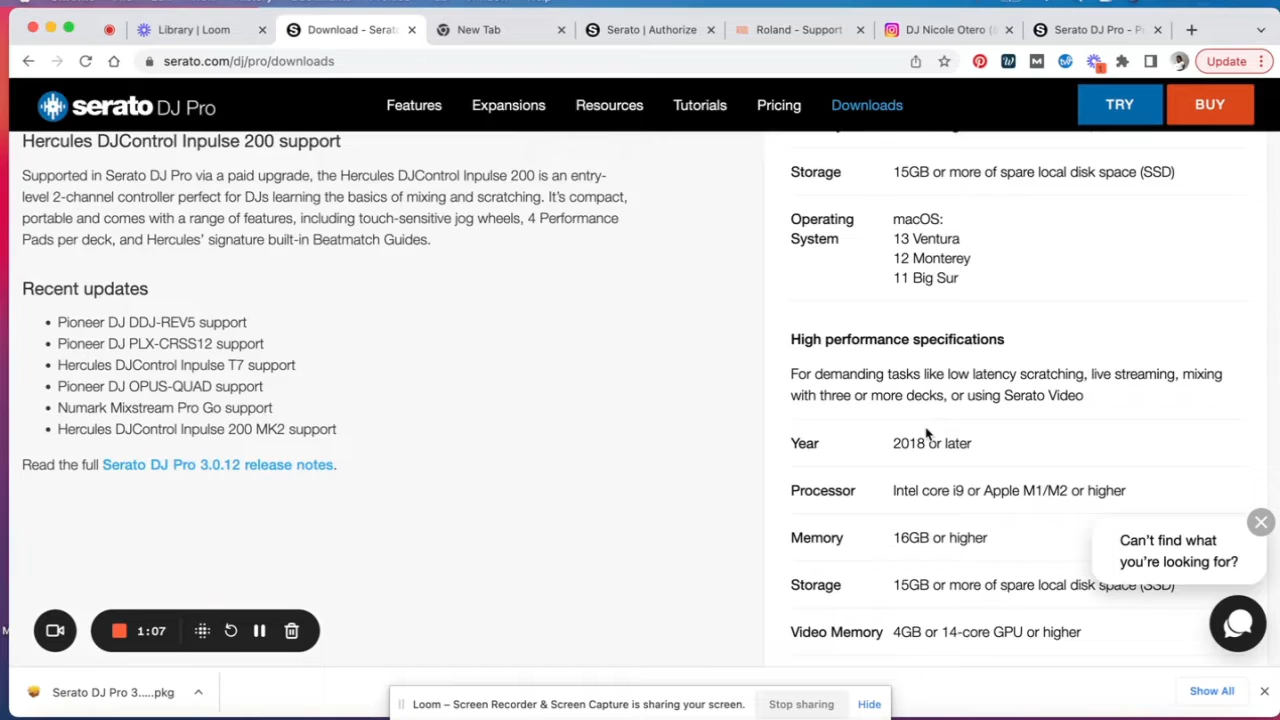 Library | Loom
Download - Serato
New Tab
Serato | Authorize
Roland - Support
DJ Nicole Otero (
Serato DJ Pro - P
serato.com/dj/pro/downloads
Update
serato DJ Pro
Features
Expansions
Resources
Tutorials
Pricing
Downloads
TRY
BUY
Hercules DJControl Inpulse 200 support
Supported in Serato DJ Pro via a paid upgrade, the Hercules DJControl Inpulse 200 is an entry-
level 2-channel controller perfect for DJs learning the basics of mixing and scratching. It's compact,
portable and comes with a range of features, including touch-sensitive jog wheels, 4 Performance
Pads per deck, and Hercules' signature built-in Beatmatch Guides.
Recent updates
• Pioneer DJ DDJ-REV5 support
• Pioneer DJ PLX-CRSS12 support
• Hercules DJControl Inpulse T7 support
• Pioneer DJ OPUS-QUAD support
• Numark Mixstream Pro Go support
• Hercules DJControl Inpulse 200 MK2 support
Read the full Serato DJ Pro 3.0.12 release notes.
Storage 15GB or more of spare local disk space (SSD)
Operating System
macOS:
13 Ventura
12 Monterey
11 Big Sur
High performance specifications
For demanding tasks like low latency scratching, live streaming, mixing
with three or more decks, or using Serato Video
Year 2018 or later
Processor Intel core i9 or Apple M1/M2 or higher
Memory 16GB or higher
Storage 15GB or more of spare local disk space (SSD)
Video Memory 4GB or 14-core GPU or higher
Can't find what
you're looking for?
1:07
Serato DJ Pro 3.....pkg
Loom – Screen Recorder & Screen Capture is sharing your screen.
Stop sharing
Hide
Show All